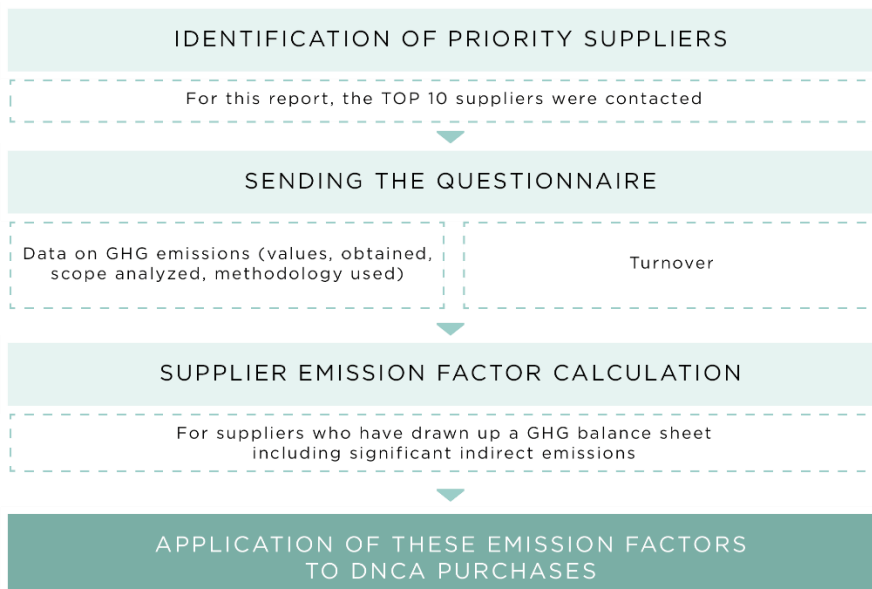 IDENTIFICATION OF PRIORITY SUPPLIERS
For this report, the TOP 10 suppliers were contacted
SENDING THE QUESTIONNAIRE
Data on GHG emissions (values, obtained,
scope analyzed, methodology used)
Turnover
SUPPLIER EMISSION FACTOR CALCULATION
For suppliers who have drawn up a GHG balance sheet
including significant indirect emissions
APPLICATION OF THESE EMISSION FACTORS
TO DNCA PURCHASES